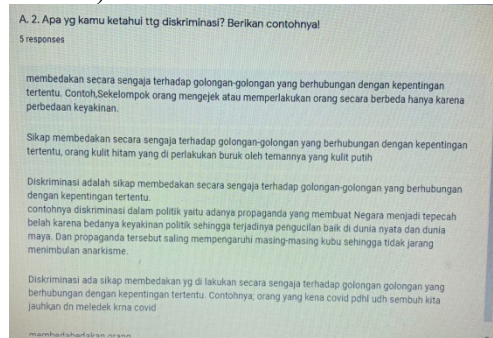 A. 2. Apa yg kamu ketahui ttg diskriminasi? Berikan contohnya!
5 responses
membedakan secara sengaja terhadap golongan-golongan yang berhubungan dengan kepentingan
tertentu. Contoh,Sekelompok orang mengejek atau memperlakukan orang secara berbeda hanya karena
perbedaan keyakinan.
Sikap membedakan secara sengaja terhadap golongan-golongan yang berhubungan dengan kepentingan
tertentu, orang kulit hitam yang di perlakukan buruk oleh temannya yang kulit putih
Diskriminasi adalah sikap membedakan secara sengaja terhadap golongan-golongan yang berhubungan
dengan kepentingan tertentu.
contohnya diskriminasi dalam politik yaitu adanya propaganda yang membuat Negara menjadi tepecah
belah karena bedanya keyakinan politik sehingga terjadinya pengucilan baik di dunia nyata dan dunia
maya. Dan propaganda tersebut saling mempengaruhi masing-masing kubu sehingga tidak jarang
menimbulan anarkisme.
Diskriminasi ada sikap membedakan yg di lakukan secara sengaja terhadap golongan golongan yang
berhubungan dengan kepentingan tertentu. Contohnya; orang yang kena covid pdhl udh sembuh kita
jauhkan dn meledek krna covid